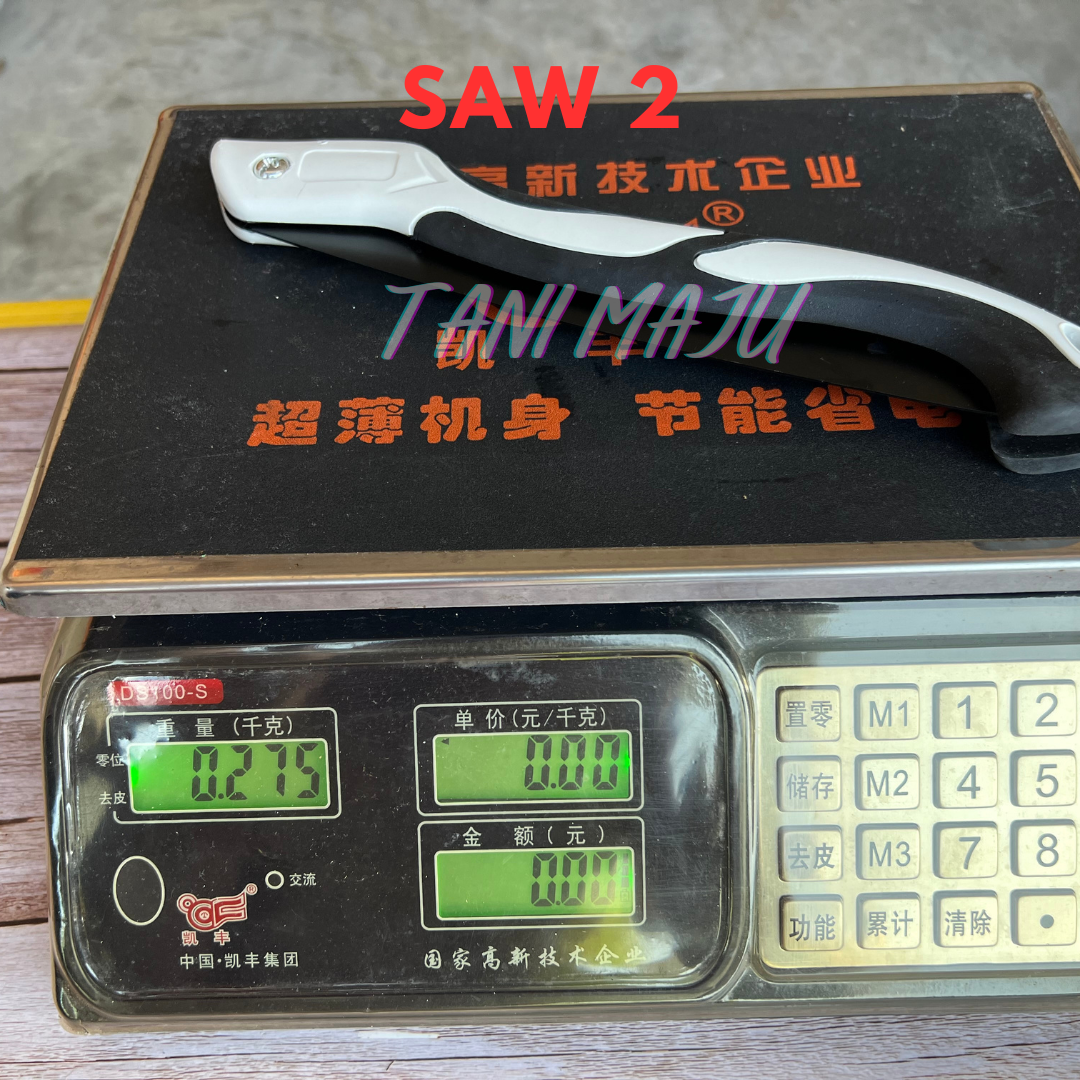 SAW 2
高新技术企业
®
TANI MAJU
凯 丰
超薄机身 节能省电
DS100-S
重量 (千克)
零位
去皮
0.275
单价(元/千克)
0.00
金 额(元)
0.00
交流
®
凯丰
中国·凯丰集团
国家高新技术企业
置零 M1 1 2
储存 M2 4 5
去皮 M3 7 8
功能 累计 清除 •